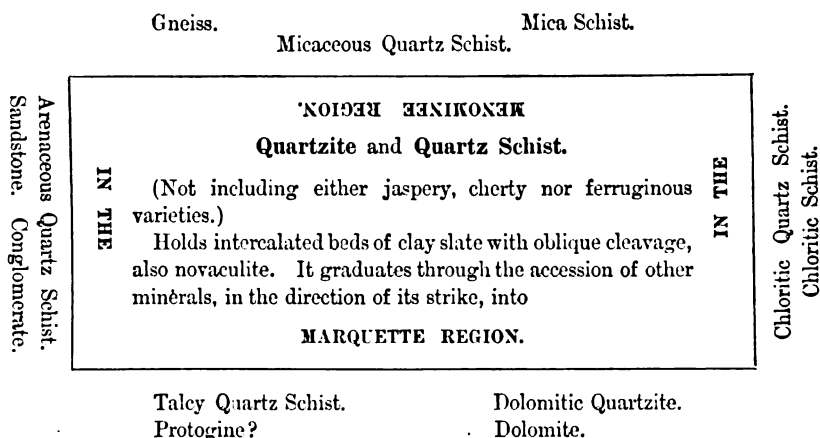 Gneiss. Mica Schist.
Micaceous Quartz Schist.
Arenaceous Quartz Schist.
Sandstone. Conglomerate.
IN THE
MENOMINEE REGION.
Quartzite and Quartz Schist.
(Not including either jaspery, cherty nor ferruginous
varieties.)
Holds intercalated beds of clay slate with oblique cleavage,
also novaculite. It graduates through the accession of other
minerals, in the direction of its strike, into
MARQUETTE REGION.
IN THE
Chloritic Quartz Schist.
Chloritic Schist.
Talcy Quartz Schist. Dolomitic Quartzite.
Protogine? Dolomite.